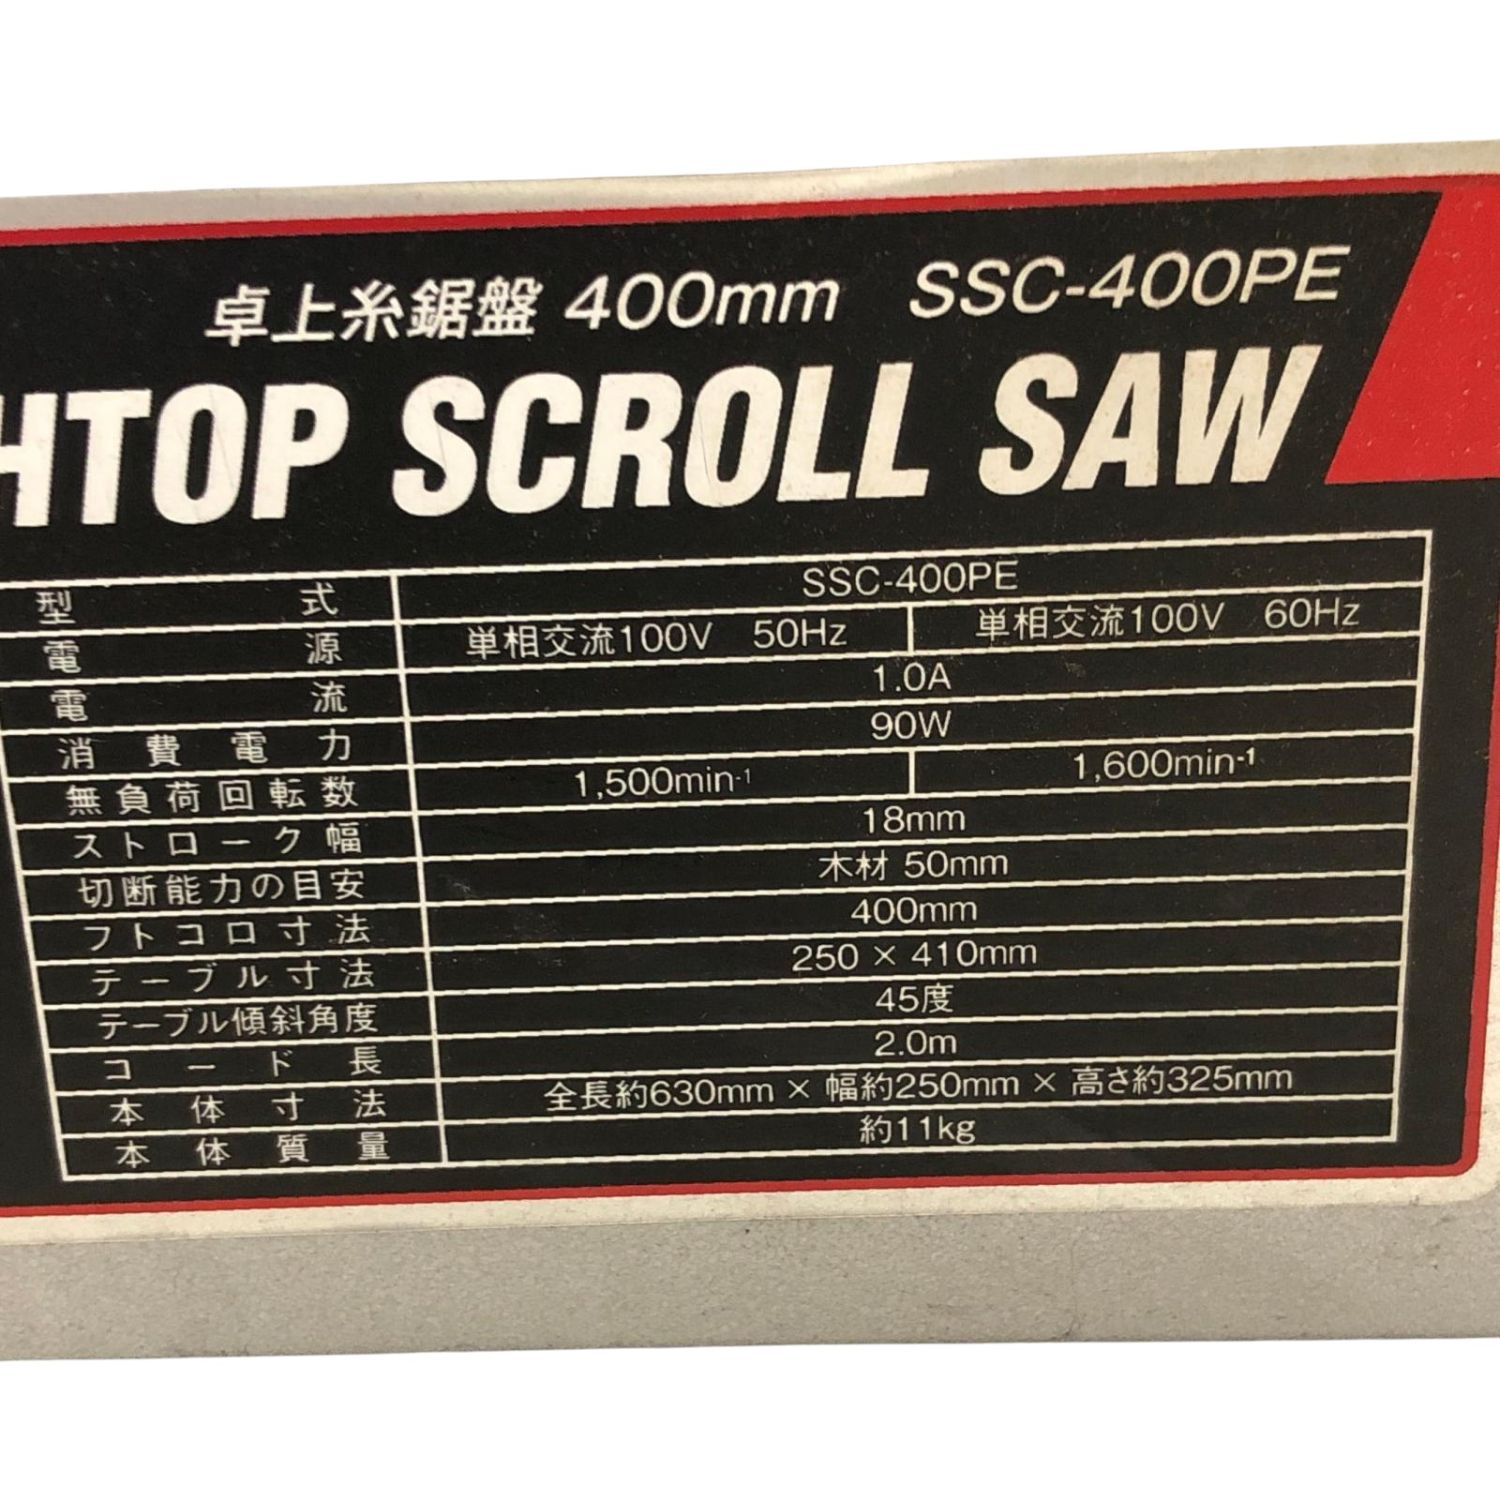 卓上糸鋸盤 400mm SSC-400PE
HTOP SCROLL SAW
型式 SSC-400PE
電源 単相交流100V 50Hz 単相交流100V 60Hz
電流 1.0A
消費電力 90W
無負荷回転数 1,500min-1 1,600min-1
ストローク幅 18mm
切断能力の目安 木材 50mm
フトコロ寸法 400mm
テーブル寸法 250 × 410mm
テーブル傾斜角度 45度
コード長 2.0m
本体寸法 全長約630mm × 幅約250mm × 高さ約325mm
本体質量 約11kg